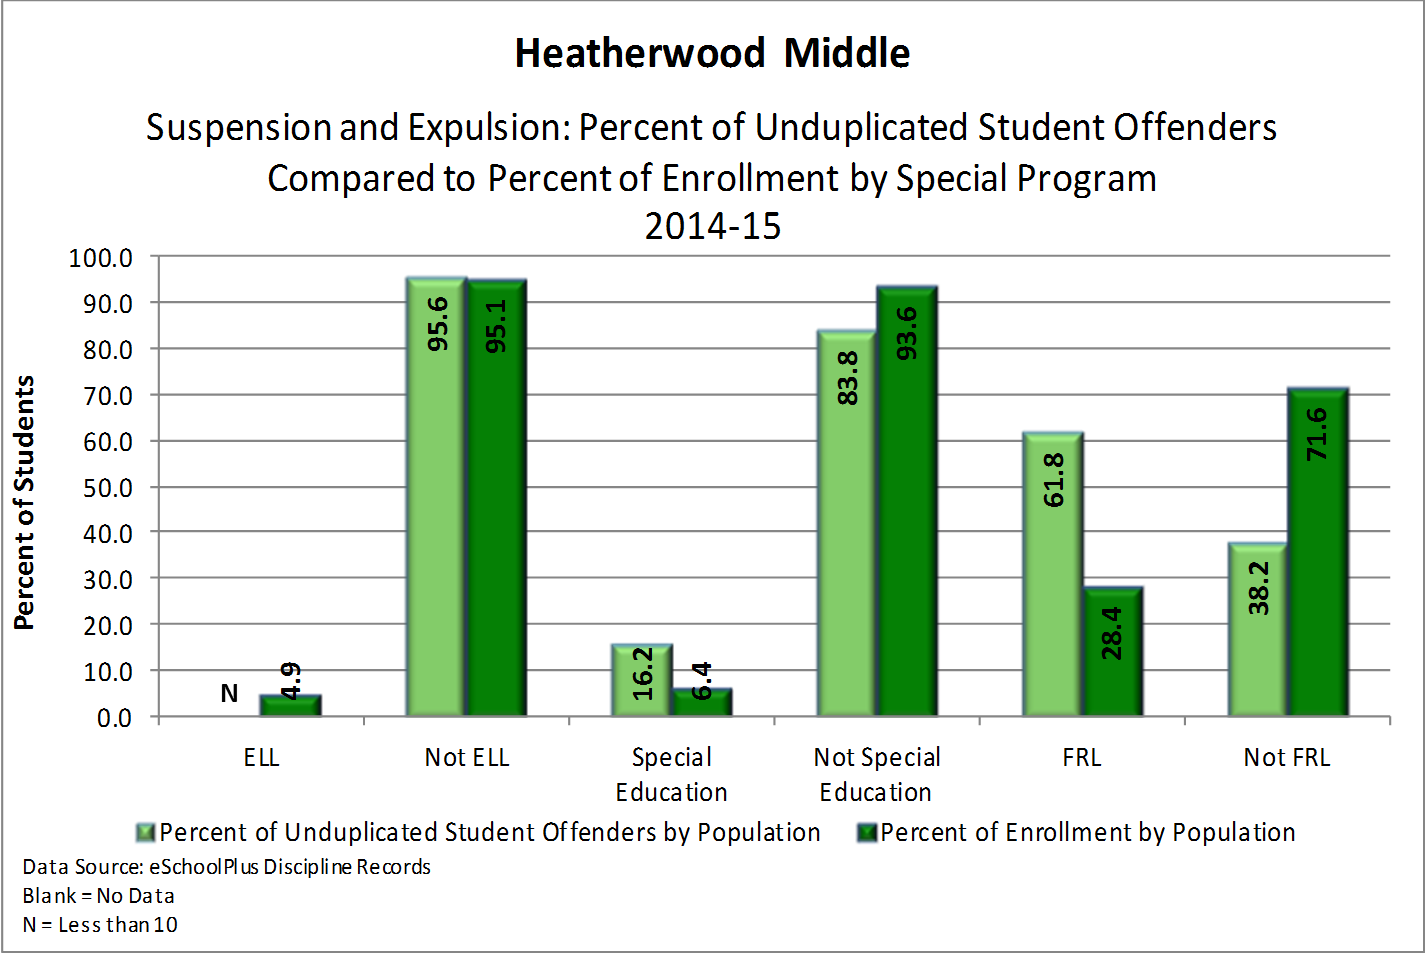 Heatherwood  Middle
Suspension and Expulsion: Percent of Unduplicated Student Offenders
Compared to Percent of Enrollment by Special Program
2014-15
Percent of Students
100.0
90.0
80.0
70.0
60.0
50.0
40.0
30.0
20.0
10.0
0.0
N
4.9
95.6
95.1
16.2
6.4
83.8
93.6
61.8
28.4
38.2
71.6
ELL
Not ELL
Special
Education
Not Special
Education
FRL
Not FRL
Percent of Unduplicated Student Offenders by Population
Percent of Enrollment by Population
Data Source: eSchoolPlus Discipline Records
Blank = No Data
N = Less than 10